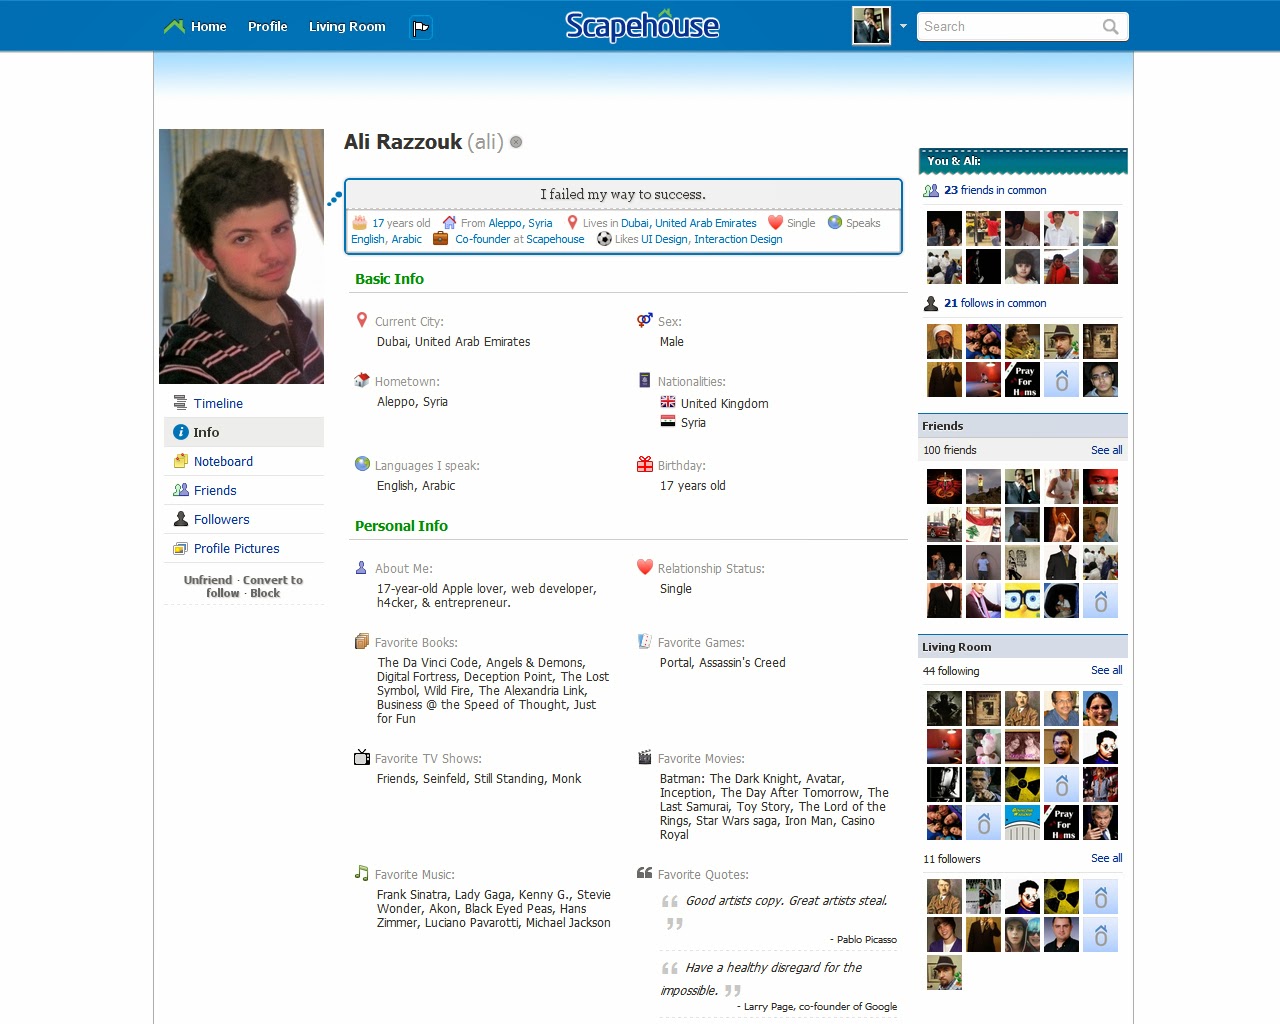 Home Profile Living Room
Scapehouse
Search
Ali Razzouk (ali)
I failed my way to success.
17 years old From Aleppo, Syria Lives in Dubai, United Arab Emirates Single Speaks
English, Arabic Co-founder at Scapehouse Likes UI Design, Interaction Design
Timeline
Info
Noteboard
Friends
Followers
Profile Pictures
Unfriend · Convert to
follow · Block
Basic Info
Current City:
Dubai, United Arab Emirates
Sex:
Male
Hometown:
Aleppo, Syria
Nationalities:
United Kingdom
Syria
Languages I speak:
English, Arabic
Birthday:
17 years old
Personal Info
About Me:
17-year-old Apple lover, web developer,
h4cker, & entrepreneur.
Relationship Status:
Single
Favorite Books:
The Da Vinci Code, Angels & Demons,
Digital Fortress, Deception Point, The Lost
Symbol, Wild Fire, The Alexandria Link,
Business @ the Speed of Thought, Just
for Fun
Favorite Games:
Portal, Assassin's Creed
Favorite TV Shows:
Friends, Seinfeld, Still Standing, Monk
Favorite Movies:
Batman: The Dark Knight, Avatar,
Inception, The Day After Tomorrow, The
Last Samurai, Toy Story, The Lord of the
Rings, Star Wars saga, Iron Man, Casino
Royal
Favorite Music:
Frank Sinatra, Lady Gaga, Kenny G., Stevie
Wonder, Akon, Black Eyed Peas, Hans
Zimmer, Luciano Pavarotti, Michael Jackson
Favorite Quotes:
“ Good artists copy. Great artists steal.
”
- Pablo Picasso
“ Have a healthy disregard for the
impossible. ”
- Larry Page, co-founder of Google
You & Ali:
23 friends in common
21 follows in common
Pray
For
Homs
Friends
100 friends See all
Living Room
44 following See all
Pray
For
Homs
11 followers See all